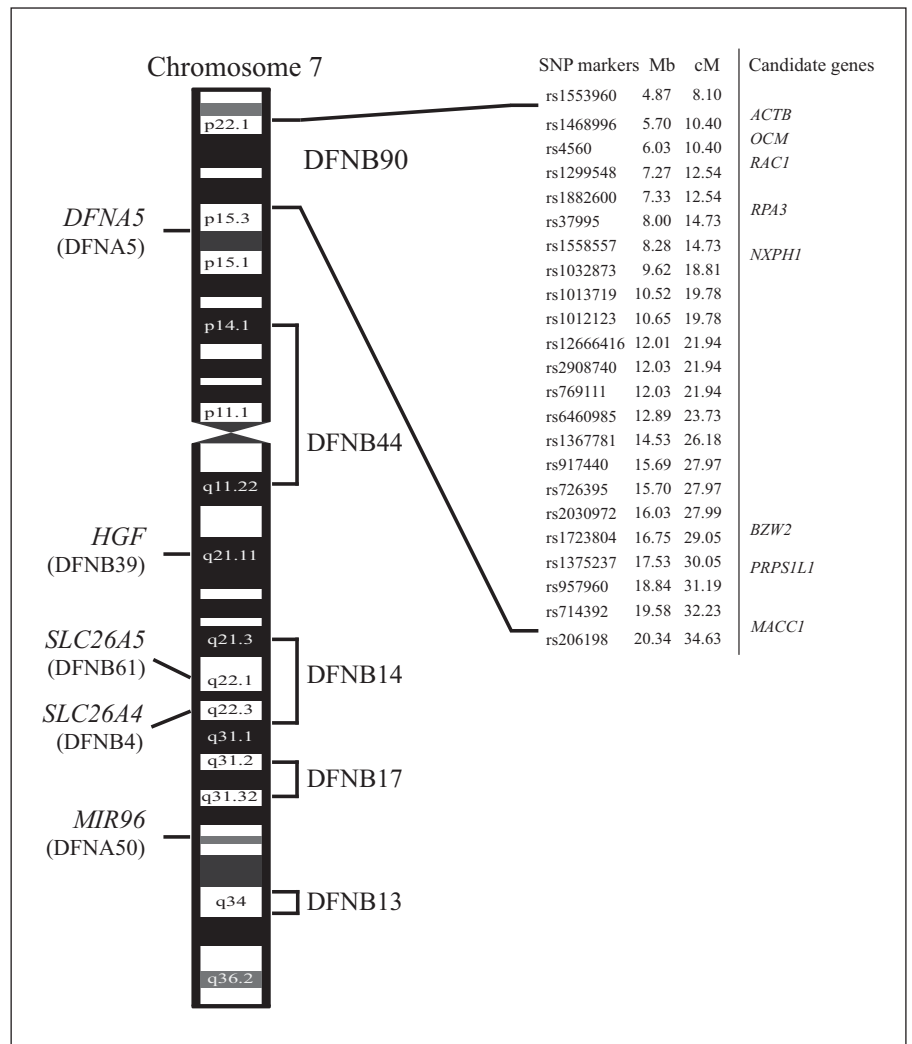 Chromosome 7
p22.1
p15.3
p15.1
p14.1
p11.1
q11.22
q21.11
q21.3
q22.1
q22.3
q31.1
q31.2
q31.32
q34
q36.2
DFNA5
(DFNA5)
HGF
(DFNB39)
SLC26A5
(DFNB61)
SLC26A4
(DFNB4)
MIR96
(DFNA50)
DFNB90
DFNB44
DFNB14
DFNB17
DFNB13
SNP markers Mb cM Candidate genes
rs1553960 4.87 8.10
ACTB
rs1468996 5.70 10.40
OCM
rs4560 6.03 10.40
RAC1
rs1299548 7.27 12.54
rs1882600 7.33 12.54
RPA3
rs37995 8.00 14.73
rs1558557 8.28 14.73
NXPH1
rs1032873 9.62 18.81
rs1013719 10.52 19.78
rs1012123 10.65 19.78
rs12666416 12.01 21.94
rs2908740 12.03 21.94
rs769111 12.03 21.94
rs6460985 12.89 23.73
rs1367781 14.53 26.18
rs917440 15.69 27.97
rs726395 15.70 27.97
rs2030972 16.03 27.99
BZW2
rs1723804 16.75 29.05
rs1375237 17.53 30.05
PRPS1L1
rs957960 18.84 31.19
rs714392 19.58 32.23
MACC1
rs206198 20.34 34.63